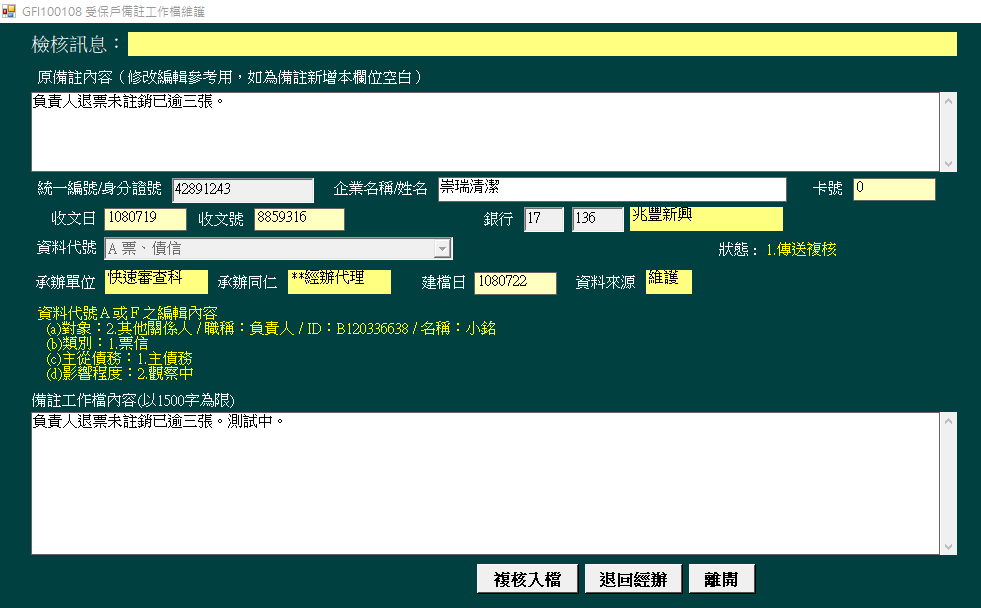 GFI100108 受保戶備註工作檔維護
檢核訊息：
原備註內容（修改編輯參考用，如為備註新增本欄位空白）
負責人退票未註銷已逾三張。
統一編號/身分證號 42891243 企業名稱/姓名 崇瑞清潔 卡號 0
收文日 1080719 收文號 8859316 銀行 17 136 兆豐新興
資料代號 A 票、債信 狀態： 1.傳送複核
承辦單位 快速審查科 承辦同仁 **經辦代理 建檔日 1080722 資料來源 維護
資料代號Ａ或Ｆ之編輯內容
(a)對象：2.其他關係人 / 職稱：負責人 / ID：B120336638 / 名稱：小銘
(b)類別：1.票信
(c)主從債務：1.主債務
(d)影響程度：2.觀察中
備註工作檔內容(以1500字為限)
負責人退票未註銷已逾三張。測試中。
複核入檔 退回經辦 離開